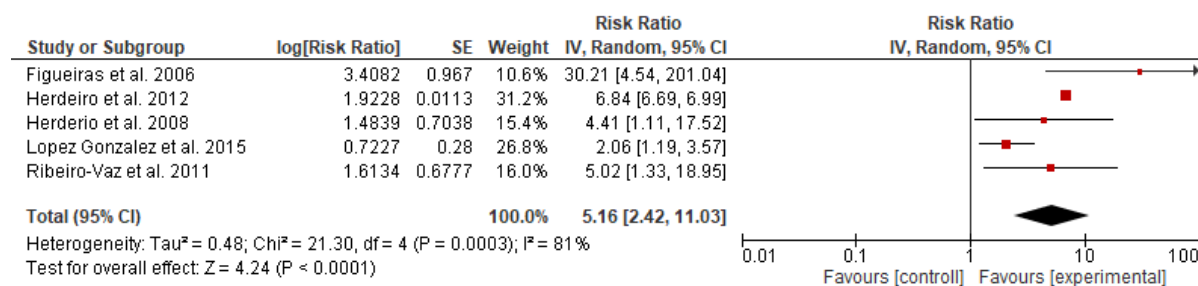 Risk Ratio Risk Ratio
Study or Subgroup log[Risk Ratio] SE Weight IV, Random, 95% CI IV, Random, 95% CI
Figueiras et al. 2006 3.4082 0.967 10.6% 30.21 [4.54, 201.04]
Herdeiro et al. 2012 1.9228 0.0113 31.2% 6.84 [6.69, 6.99]
Herderio et al. 2008 1.4839 0.7038 15.4% 4.41 [1.11, 17.52]
Lopez Gonzalez et al. 2015 0.7227 0.28 26.8% 2.06 [1.19, 3.57]
Ribeiro-Vaz et al. 2011 1.6134 0.6777 16.0% 5.02 [1.33, 18.95]
Total (95% CI) 100.0% 5.16 [2.42, 11.03]
Heterogeneity: Tau² = 0.48; Chi² = 21.30, df = 4 (P = 0.0003); I² = 81%
Test for overall effect: Z = 4.24 (P < 0.0001)
0.01 0.1 1 10 100
Favours [controll] Favours [experimental]